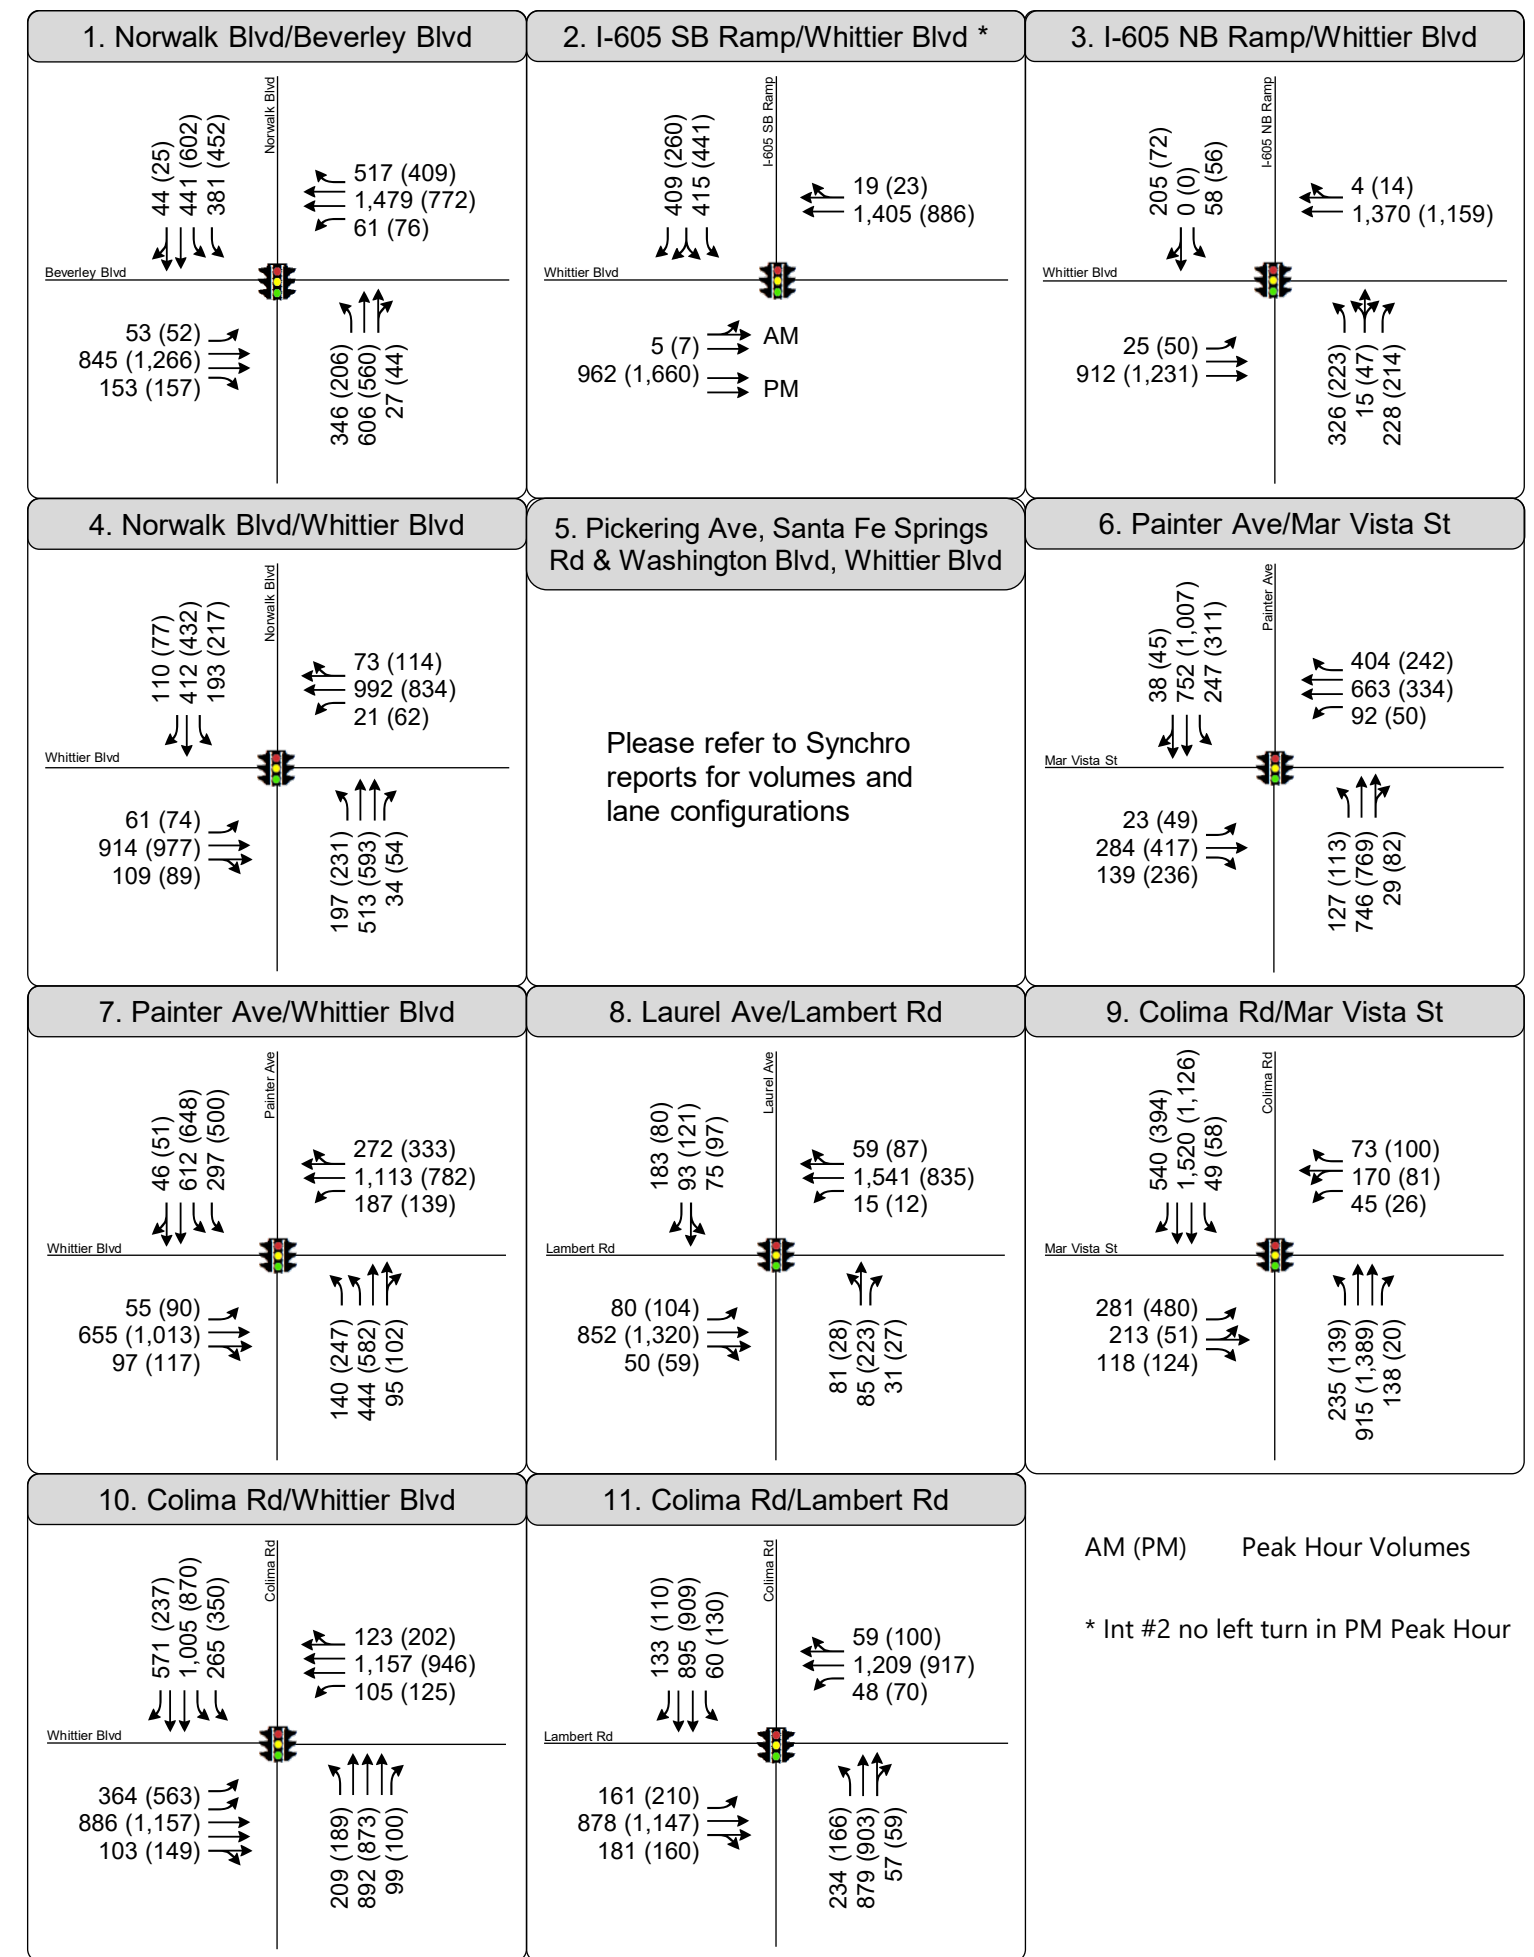 1. Norwalk Blvd/Beverley Blvd
Norwalk Blvd
44 (25)
441 (602)
381 (452)
517 (409)
1,479 (772)
61 (76)
Beverley Blvd
53 (52)
845 (1,266)
153 (157)
346 (206)
606 (560)
27 (44)
2. I-605 SB Ramp/Whittier Blvd *
I-605 SB Ramp
409 (260)
415 (441)
19 (23)
1,405 (886)
Whittier Blvd
AM
5 (7)
962 (1,660)
PM
3. I-605 NB Ramp/Whittier Blvd
I-605 NB Ramp
205 (72)
0 (0)
58 (56)
4 (14)
1,370 (1,159)
Whittier Blvd
25 (50)
912 (1,231)
326 (223)
15 (47)
228 (214)
4. Norwalk Blvd/Whittier Blvd
Norwalk Blvd
110 (77)
412 (432)
193 (217)
73 (114)
992 (834)
21 (62)
Whittier Blvd
61 (74)
914 (977)
109 (89)
197 (231)
513 (593)
34 (54)
5. Pickering Ave, Santa Fe Springs
Rd & Washington Blvd, Whittier Blvd
Please refer to Synchro
reports for volumes and
lane configurations
6. Painter Ave/Mar Vista St
Painter Ave
38 (45)
752 (1,007)
247 (311)
404 (242)
663 (334)
92 (50)
Mar Vista St
23 (49)
284 (417)
139 (236)
127 (113)
746 (769)
29 (82)
7. Painter Ave/Whittier Blvd
Painter Ave
46 (51)
612 (648)
297 (500)
272 (333)
1,113 (782)
187 (139)
Whittier Blvd
55 (90)
655 (1,013)
97 (117)
140 (247)
444 (582)
95 (102)
8. Laurel Ave/Lambert Rd
Laurel Ave
183 (80)
93 (121)
75 (97)
59 (87)
1,541 (835)
15 (12)
Lambert Rd
80 (104)
852 (1,320)
50 (59)
81 (28)
85 (223)
31 (27)
9. Colima Rd/Mar Vista St
Colima Rd
540 (394)
1,520 (1,126)
49 (58)
73 (100)
170 (81)
45 (26)
Mar Vista St
281 (480)
213 (51)
118 (124)
235 (139)
915 (1,389)
138 (20)
10. Colima Rd/Whittier Blvd
Colima Rd
571 (237)
1,005 (870)
265 (350)
123 (202)
1,157 (946)
105 (125)
Whittier Blvd
364 (563)
886 (1,157)
103 (149)
209 (189)
892 (873)
99 (100)
11. Colima Rd/Lambert Rd
Colima Rd
133 (110)
895 (909)
60 (130)
59 (100)
1,209 (917)
48 (70)
Lambert Rd
161 (210)
878 (1,147)
181 (160)
234 (166)
879 (903)
57 (59)
AM (PM) Peak Hour Volumes
* Int #2 no left turn in PM Peak Hour